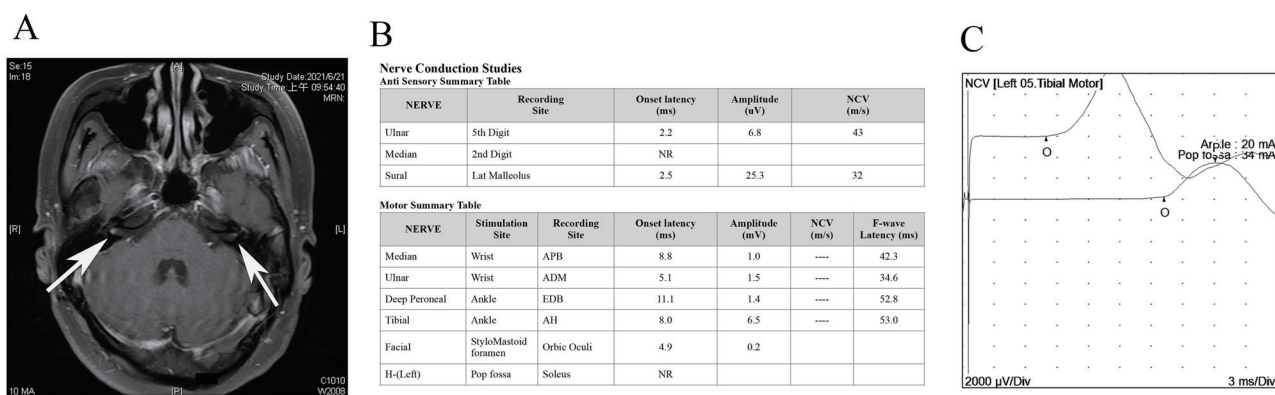 A
B
C
Se:15
Im:18
[A]
Study Date:2021/6/21
Study Time:上午 09:54:40
MRN:
[R]
[L]
10 MA
[P]
C1010
W2008
Nerve Conduction Studies
Anti Sensory Summary Table
NERVE Recording Site Onset latency (ms) Amplitude (uV) NCV (m/s)
Ulnar 5th Digit 2.2 6.8 43
Median 2nd Digit NR
Sural Lat Malleolus 2.5 25.3 32
Motor Summary Table
NERVE Stimulation Site Recording Site Onset latency (ms) Amplitude (mV) NCV (m/s) F-wave Latency (ms)
Median Wrist APB 8.8 1.0 ---- 42.3
Ulnar Wrist ADM 5.1 1.5 ---- 34.6
Deep Peroneal Ankle EDB 11.1 1.4 ---- 52.8
Tibial Ankle AH 8.0 6.5 ---- 53.0
Facial StyloMastoid foramen Orbic Oculi 4.9 0.2
H-(Left) Pop fossa Soleus NR
NCV [Left 05.Tibial Motor]
: 20 mA
Pop fossa : 34 mA
O
O
2000 µV/Div
3 ms/Div